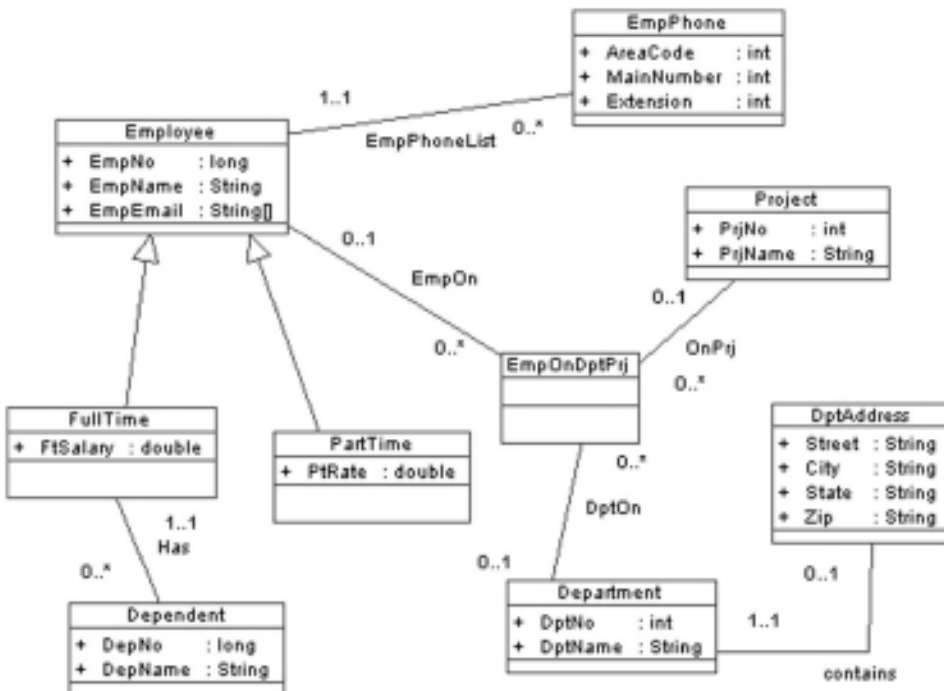 EmpPhone
+ AreaCode : int
+ MainNumber : int
+ Extension : int
1..1
0..*
EmpPhoneList
Employee
+ EmpNo : long
+ EmpName : String
+ EmpEmail : String[]
Project
+ PrjNo : int
+ PrjName : String
0..1
EmpOn
0..*
0..1
OnPrj
0..*
EmpOnDptPrj
FullTime
+ FtSalary : double
PartTime
+ PtRate : double
DptAddress
+ Street : String
+ City : String
+ State : String
+ Zip : String
0..*
DptOn
0..1
1..1
Has
0..*
0..1
Dependent
+ DepNo : long
+ DepName : String
Department
+ DptNo : int
+ DptName : String
1..1
contains